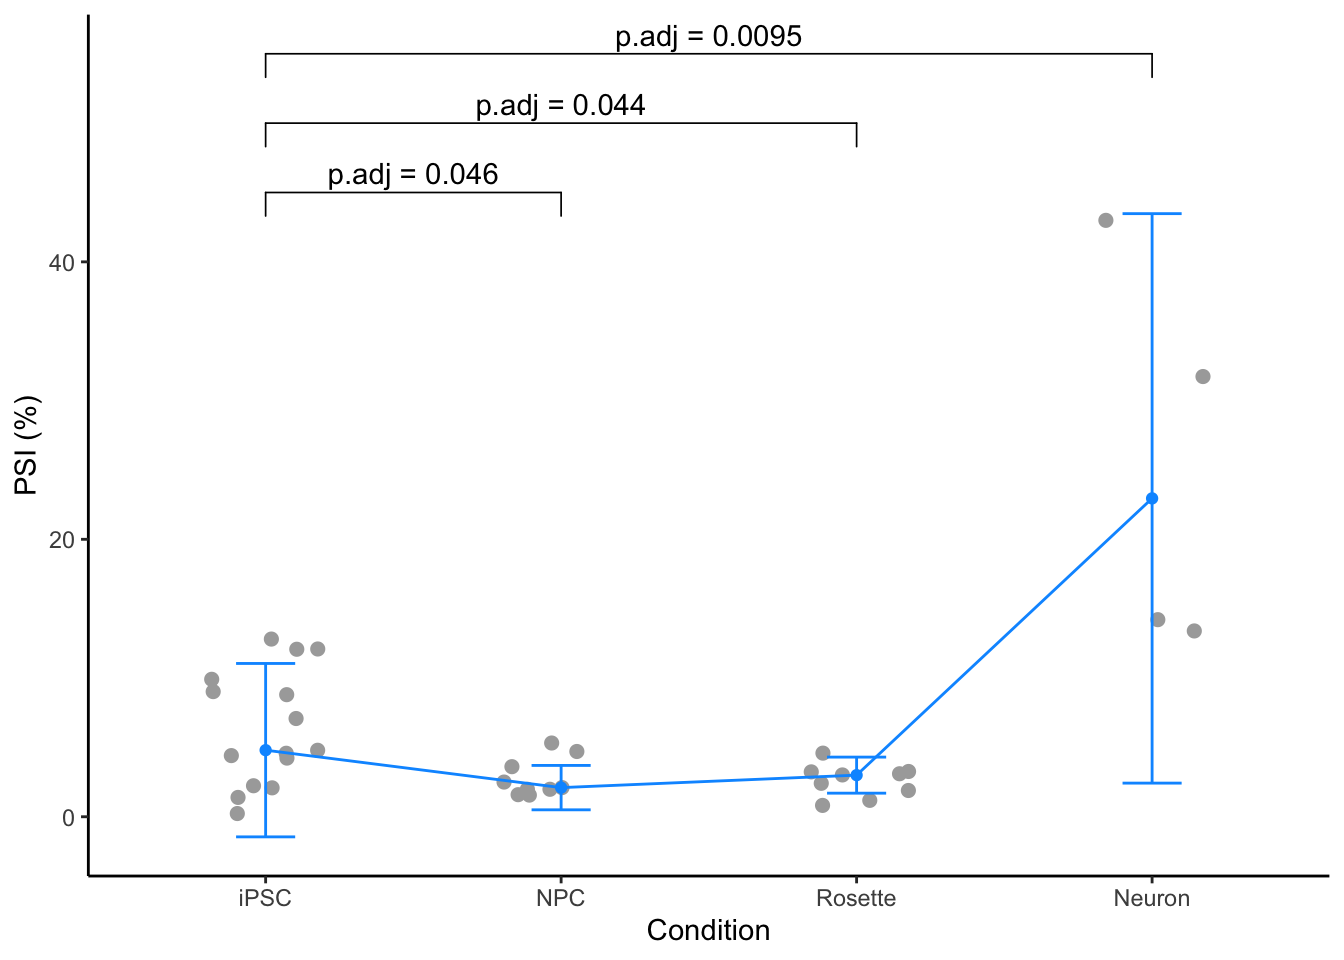 p.adj = 0.0095
p.adj = 0.044
p.adj = 0.046
40
20
0
PSI (%)
iPSC NPC Rosette Neuron
Condition